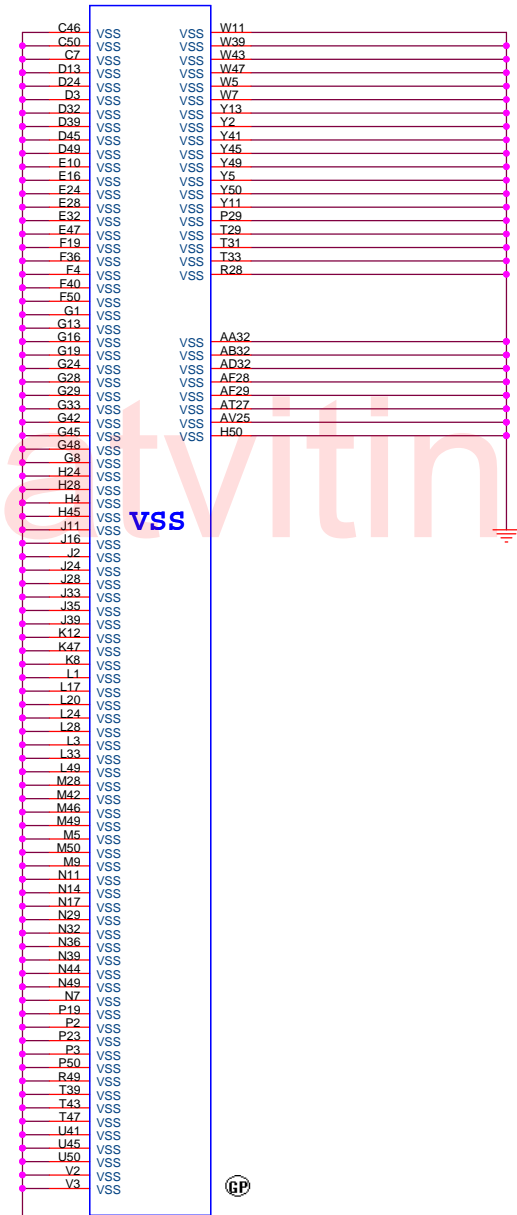 C46 VSS VSS W11
C50 VSS VSS W39
C7 VSS VSS W43
D13 VSS VSS W47
D24 VSS VSS W5
D3 VSS VSS W7
D32 VSS VSS Y13
D39 VSS VSS Y2
D45 VSS VSS Y41
D49 VSS VSS Y45
E10 VSS VSS Y49
E16 VSS VSS Y5
E24 VSS VSS Y50
E28 VSS VSS Y11
E32 VSS VSS P29
E47 VSS VSS T29
F19 VSS VSS T31
F36 VSS VSS T33
F4 VSS VSS R28
F40 VSS
F50 VSS
G1 VSS
G13 VSS
G16 VSS VSS AA32
G19 VSS VSS AB32
G24 VSS VSS AD32
G28 VSS VSS AF28
G29 VSS VSS AF29
G33 VSS VSS AT27
G42 VSS VSS AV25
G45 VSS VSS H50
G48 VSS
G8 VSS
H24 VSS
H28 VSS
H4 VSS
atvitin
H45 VSS
VSS
J11 VSS
J16 VSS
J2 VSS
J24 VSS
J28 VSS
J33 VSS
J35 VSS
J39 VSS
K12 VSS
K47 VSS
K8 VSS
L1 VSS
L17 VSS
L20 VSS
L24 VSS
L28 VSS
L3 VSS
L33 VSS
L49 VSS
M28 VSS
M42 VSS
M46 VSS
M49 VSS
M5 VSS
M50 VSS
M9 VSS
N11 VSS
N14 VSS
N17 VSS
N29 VSS
N32 VSS
N36 VSS
N39 VSS
N44 VSS
N49 VSS
N7 VSS
P19 VSS
P2 VSS
P23 VSS
P3 VSS
P50 VSS
R49 VSS
T39 VSS
T43 VSS
T47 VSS
U41 VSS
U45 VSS
U50 VSS
V2 VSS
V3 VSS
GP